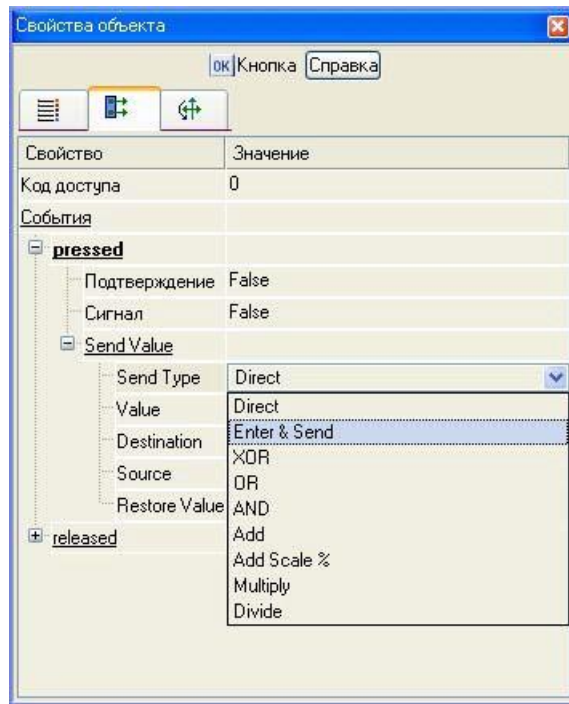 Свойства объекта
OK Кнопка Справка
Свойство Значение
Код доступа 0
События
pressed
Подтверждение False
Сигнал False
Send Value
Send Type Direct
Value Direct
Destination Enter & Send
XOR
Source OR
Restore Value AND
released Add
Add Scale %
Multiply
Divide